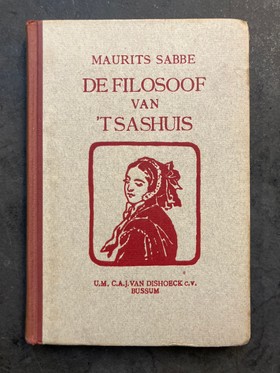 MAURITS SABBE
DE FILOSOOF
VAN
'T SASHUIS
U.M. C.A.J. VAN DISHOECK C.V.
BUSSUM